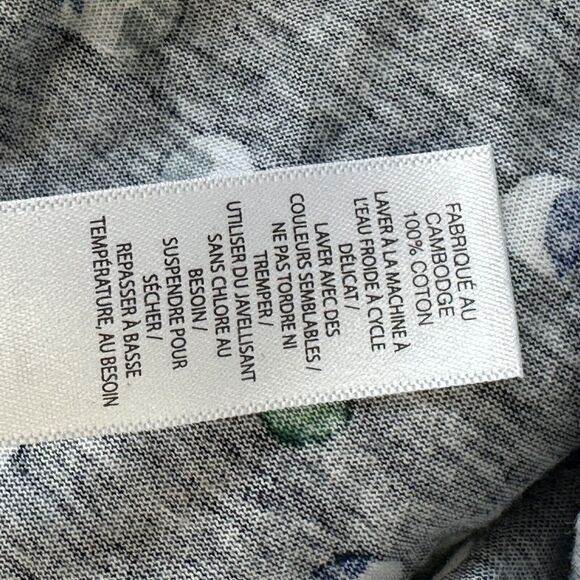 FABRIQUÉ AU
CAMBODGE
100% COTON
LAVER À LA MACHINE À
L'EAU FROIDE À CYCLE
DÉLICAT /
LAVER AVEC DES
COULEURS SEMBLABLES /
NE PAS TORDRE NI
TREMPER /
UTILISER DU JAVELLISANT
SANS CHLORE AU
BESOIN /
SUSPENDRE POUR
SÉCHER /
REPASSER À BASSE
TEMPÉRATURE, AU BESOIN